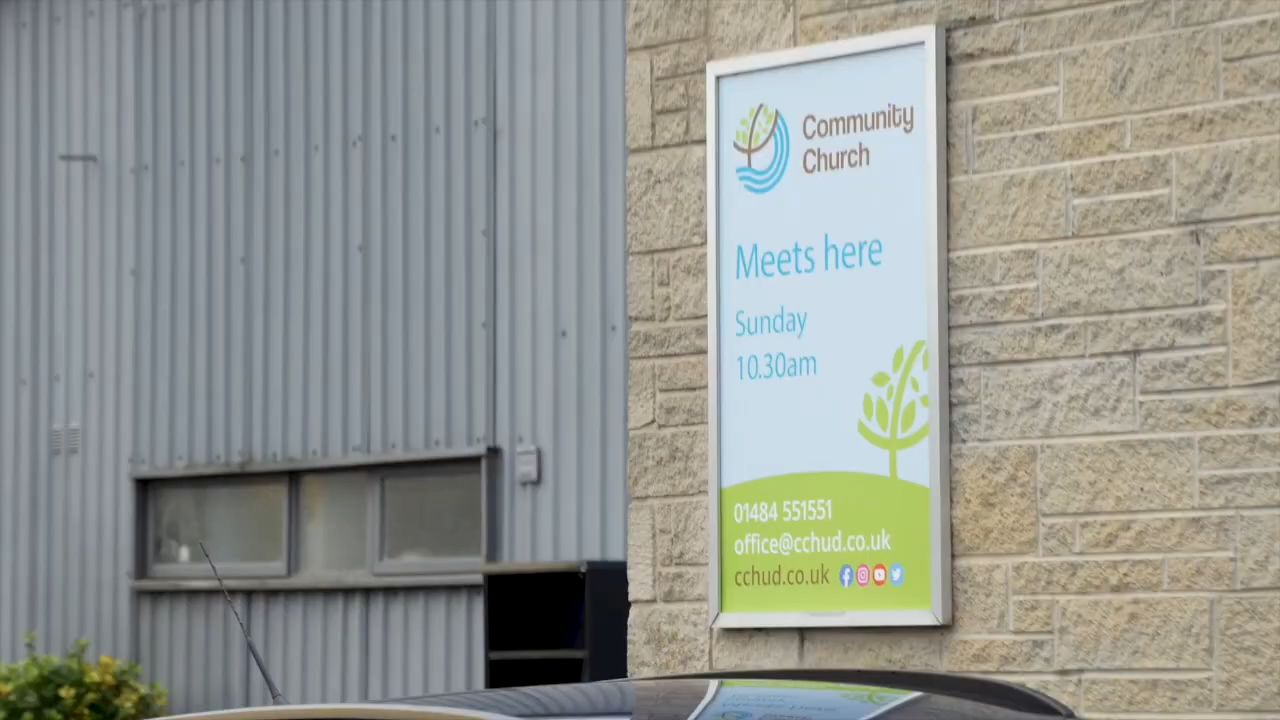 Community
Church
Meets here
Sunday
10.30am
01484 551551
office@cchud.co.uk
cchud.co.uk